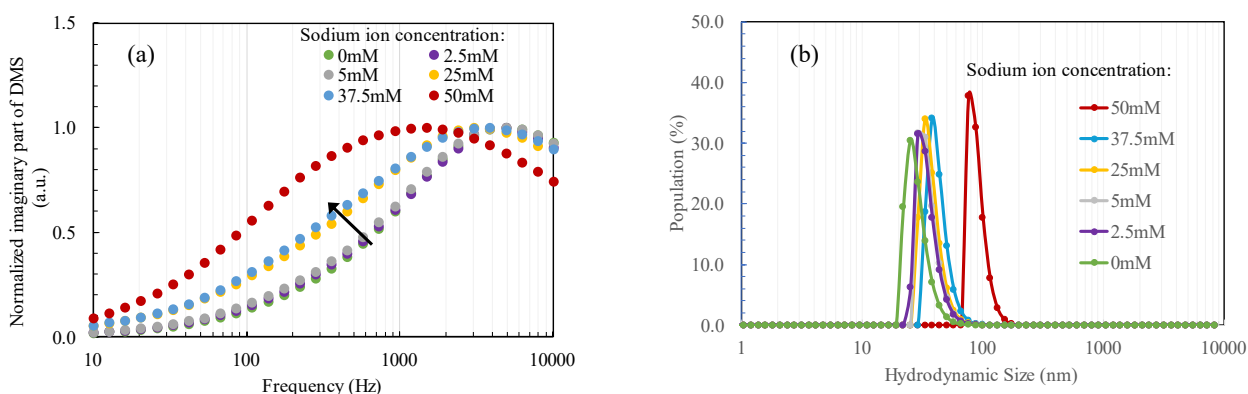 1.5
1.0
0.5
0.0
10
100
1000
10000
Normalized imaginary part of DMS
(a.u.)
Frequency (Hz)
(a)
Sodium ion concentration:
0mM
2.5mM
5mM
25mM
37.5mM
50mM
50.0
40.0
30.0
20.0
10.0
0.0
1
10
100
1000
10000
Population (%)
Hydrodynamic Size (nm)
(b)
Sodium ion concentration:
50mM
37.5mM
25mM
5mM
2.5mM
0mM